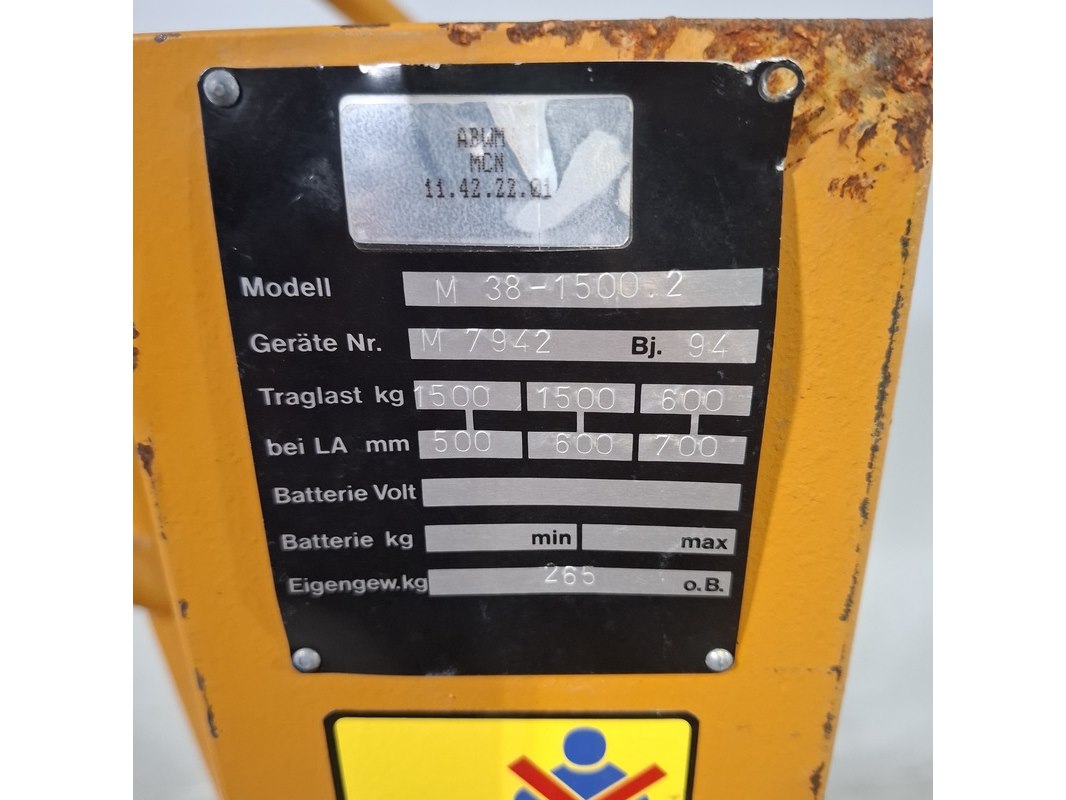 ABWM
MCN
11.42.22.01
Modell M 38-1500.2
Geräte Nr. M 7942 Bj. 94
Traglast kg 1500 1500 600
bei LA mm 500 600 700
Batterie Volt
Batterie kg min max
Eigengew.kg 265 o.B.